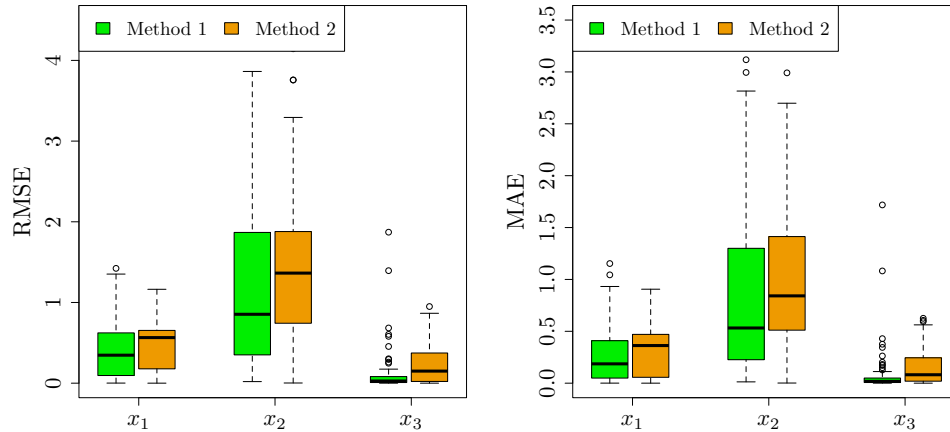 Method 1 Method 2
RMSE
0 1 2 3 4
x₁ x₂ x₃
Method 1 Method 2
MAE
0.0 0.5 1.0 1.5 2.0 2.5 3.0 3.5
x₁ x₂ x₃